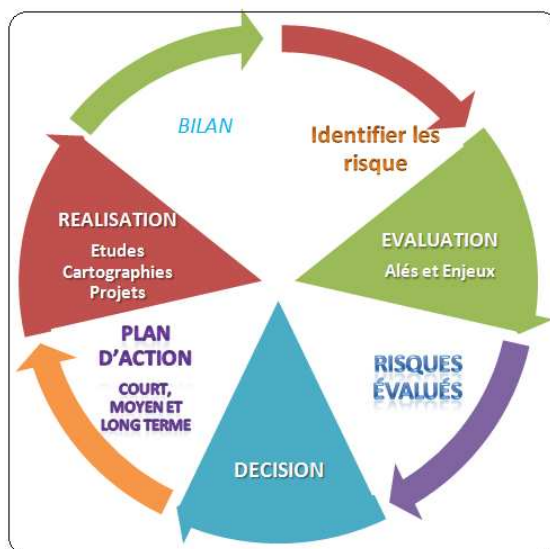 BILAN
Identifier les
risque
EVALUATION
Alés et Enjeux
RISQUES
ÉVALUÉS
DECISION
PLAN
D'ACTION
COURT,
MOYEN ET
LONG TERME
REALISATION
Etudes
Cartographies
Projets